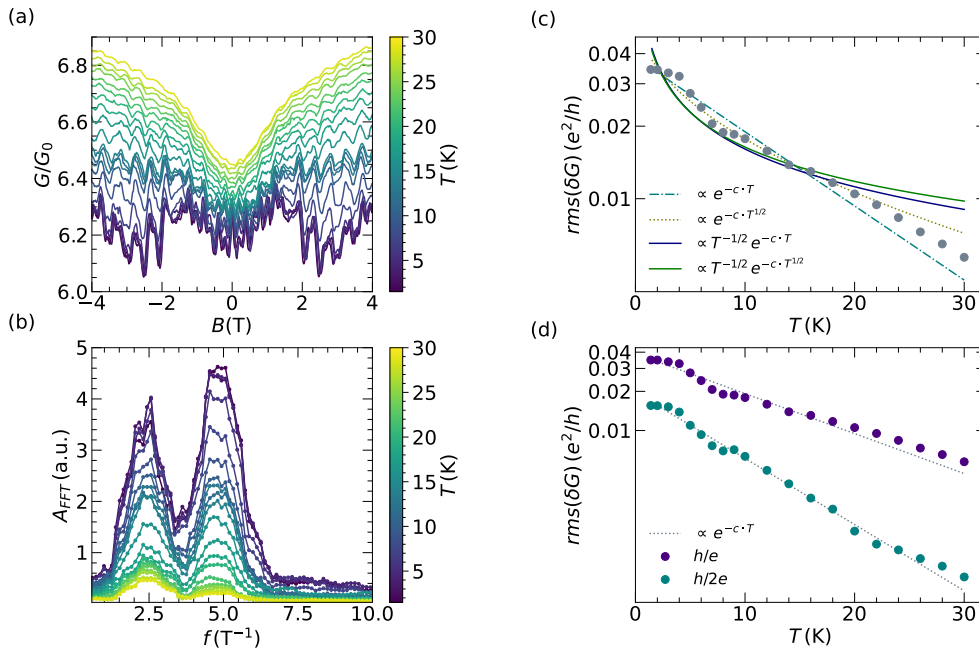 (a)
6.8
6.6
6.4
6.2
6.0
G/G₀
−4
−2
0
2
4
B(T)
30
25
20
15
10
5
T(K)
(b)
5
4
3
2
1
A_FFT (a.u.)
2.5
5.0
7.5
10.0
f(T⁻¹)
30
25
20
15
10
5
T(K)
(c)
0.04
0.03
0.02
0.01
rms(δG) (e²/h)
∝ e^{−c·T}
∝ e^{−c·T^{1/2}}
∝ T^{−1/2} e^{−c·T}
∝ T^{−1/2} e^{−c·T^{1/2}}
0
10
20
30
T(K)
(d)
0.04
0.03
0.02
0.01
rms(δG) (e²/h)
∝ e^{−c·T}
h/e
h/2e
0
10
20
30
T(K)